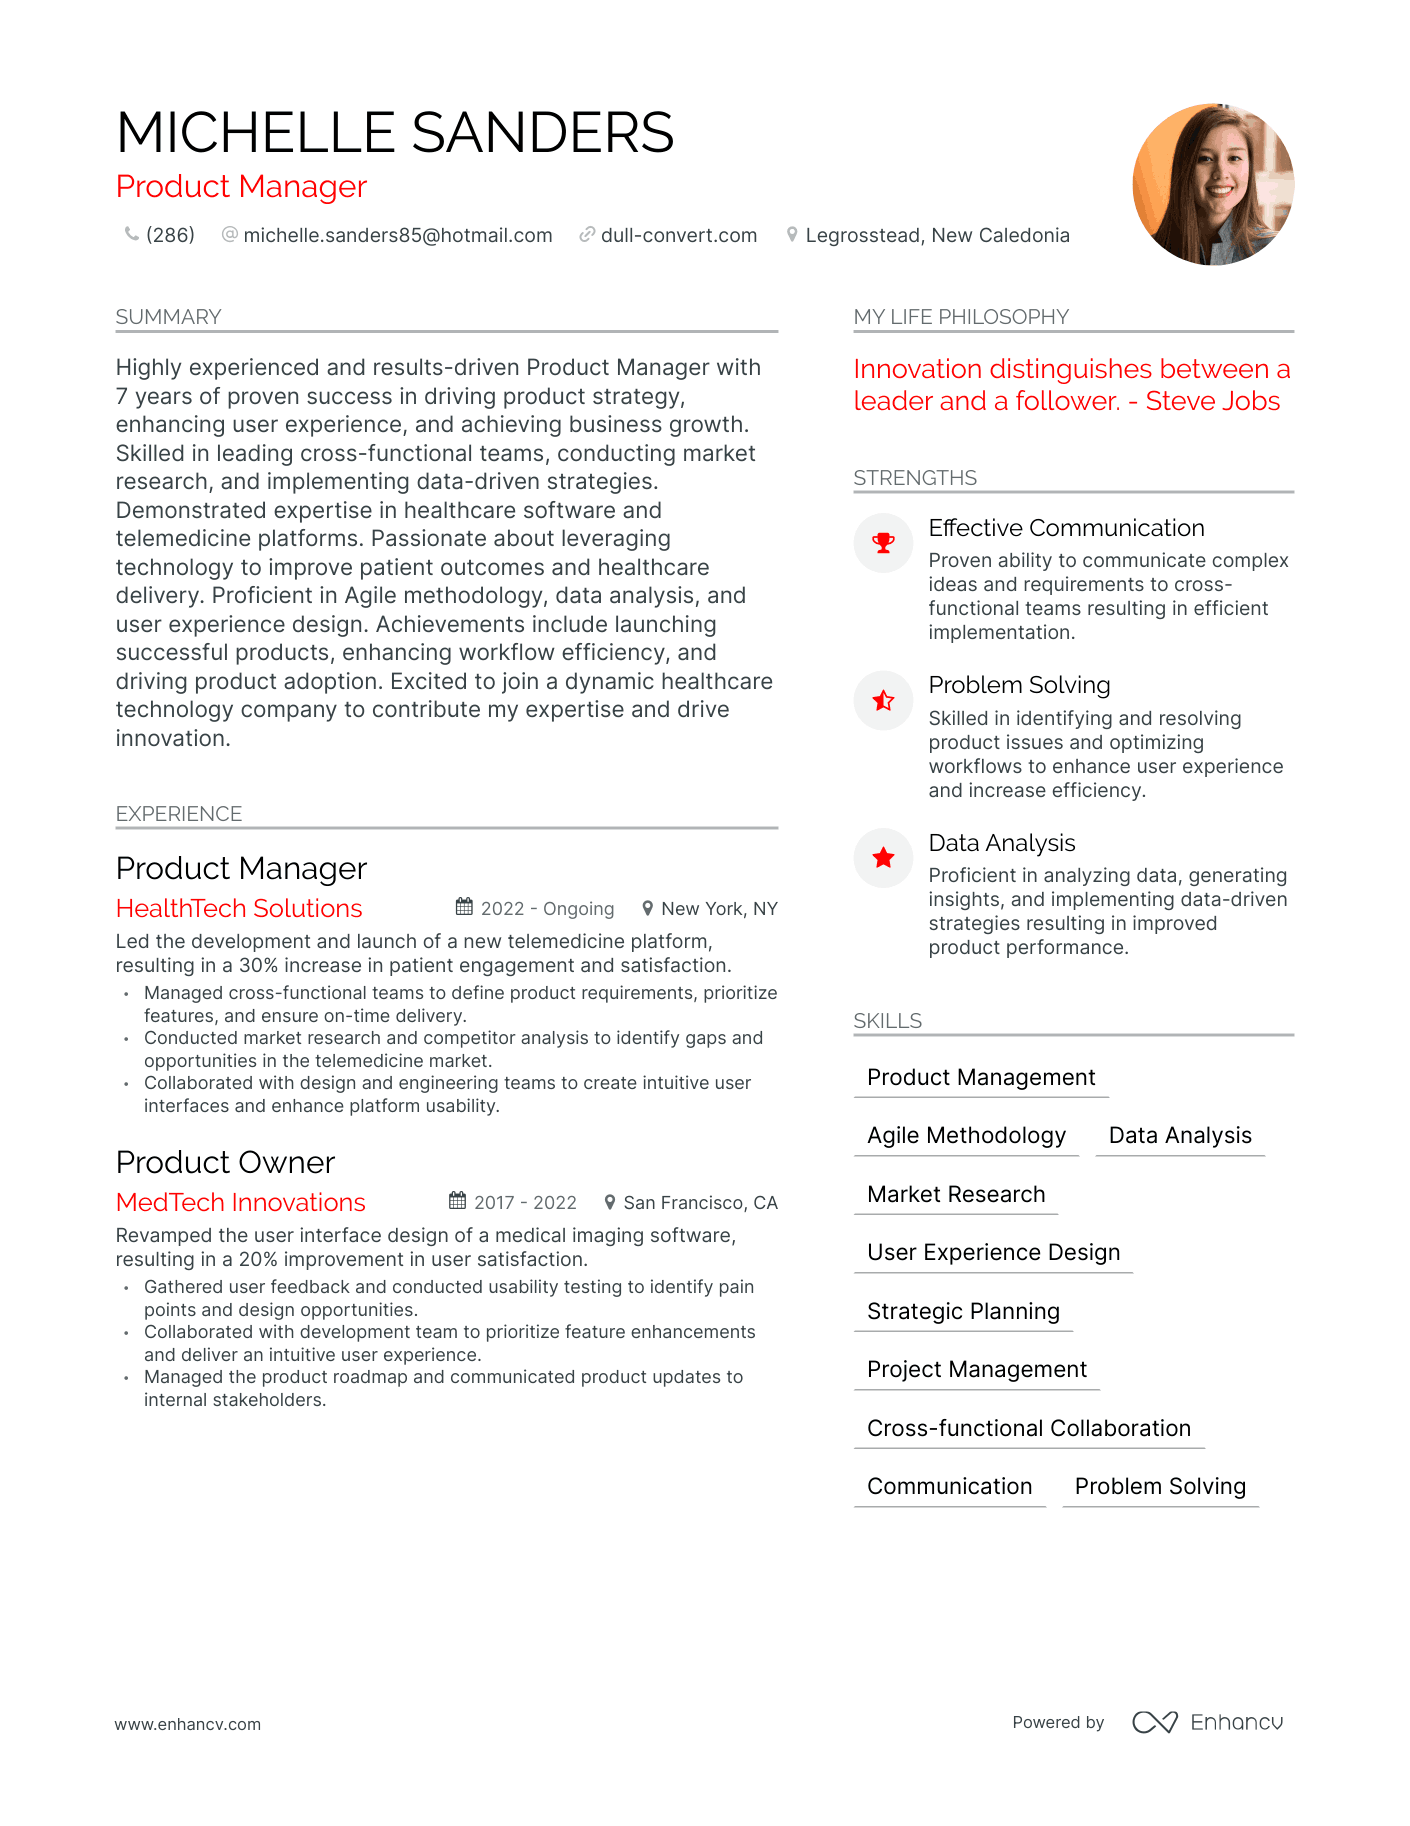 MICHELLE SANDERS
Product Manager
(286) @ michelle.sanders85@hotmail.com dull-convert.com Legrosstead, New Caledonia
SUMMARY
Highly experienced and results-driven Product Manager with
7 years of proven success in driving product strategy,
enhancing user experience, and achieving business growth.
Skilled in leading cross-functional teams, conducting market
research, and implementing data-driven strategies.
Demonstrated expertise in healthcare software and
telemedicine platforms. Passionate about leveraging
technology to improve patient outcomes and healthcare
delivery. Proficient in Agile methodology, data analysis, and
user experience design. Achievements include launching
successful products, enhancing workflow efficiency, and
driving product adoption. Excited to join a dynamic healthcare
technology company to contribute my expertise and drive
innovation.
EXPERIENCE
Product Manager
HealthTech Solutions 2022 - Ongoing New York, NY
Led the development and launch of a new telemedicine platform,
resulting in a 30% increase in patient engagement and satisfaction.
• Managed cross-functional teams to define product requirements, prioritize
features, and ensure on-time delivery.
• Conducted market research and competitor analysis to identify gaps and
opportunities in the telemedicine market.
• Collaborated with design and engineering teams to create intuitive user
interfaces and enhance platform usability.
Product Owner
MedTech Innovations 2017 - 2022 San Francisco, CA
Revamped the user interface design of a medical imaging software,
resulting in a 20% improvement in user satisfaction.
• Gathered user feedback and conducted usability testing to identify pain
points and design opportunities.
• Collaborated with development team to prioritize feature enhancements
and deliver an intuitive user experience.
• Managed the product roadmap and communicated product updates to
internal stakeholders.
MY LIFE PHILOSOPHY
Innovation distinguishes between a
leader and a follower. - Steve Jobs
STRENGTHS
Effective Communication
Proven ability to communicate complex
ideas and requirements to cross-
functional teams resulting in efficient
implementation.
Problem Solving
Skilled in identifying and resolving
product issues and optimizing
workflows to enhance user experience
and increase efficiency.
Data Analysis
Proficient in analyzing data, generating
insights, and implementing data-driven
strategies resulting in improved
product performance.
SKILLS
Product Management
Agile Methodology Data Analysis
Market Research
User Experience Design
Strategic Planning
Project Management
Cross-functional Collaboration
Communication Problem Solving
www.enhancv.com
Powered by Enhancv